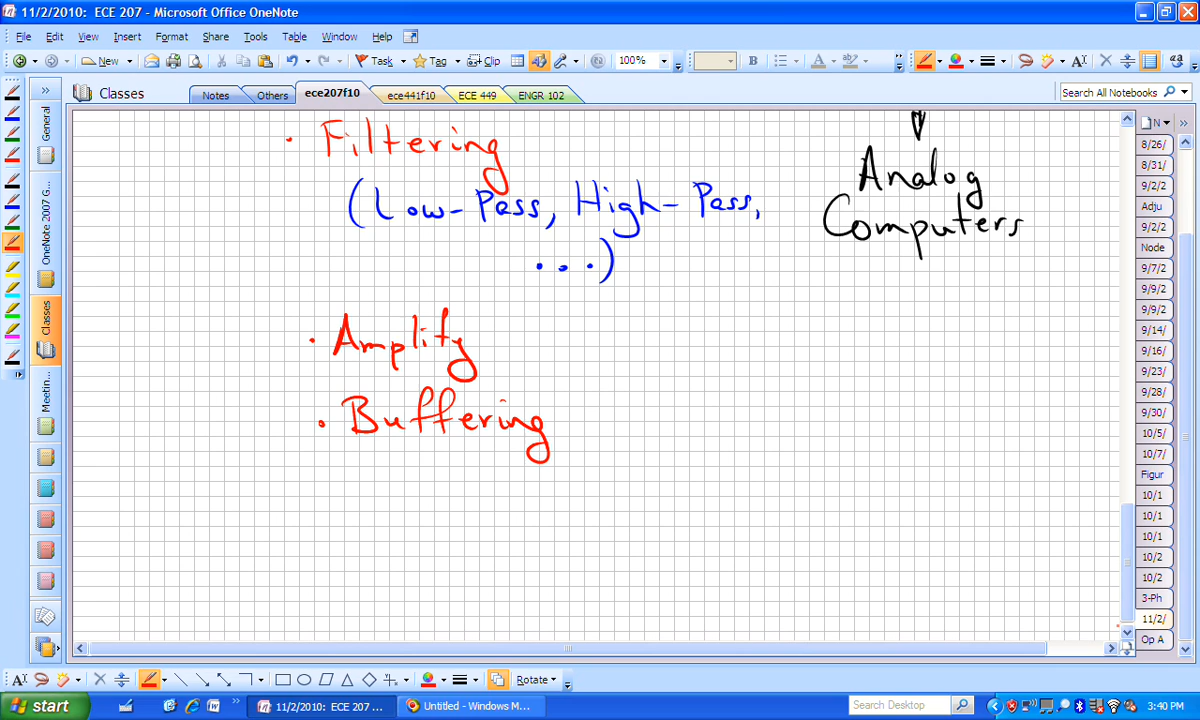 11/2/2010: ECE 207 - Microsoft Office OneNote
File Edit View Insert Format Share Tools Table Window Help
New Task Tag Clip 100% B A ab
Classes Notes Others ece207f10 ece441f10 ECE 449 ENGR 102 Search All Notebooks
General
OneNote 2007 G...
Classes
Meetin...
• Filtering
(Low-Pass, High-Pass,
...)
Analog
Computers
• Amplify
• Buffering
N
8/26/
8/31/
9/2/2
Adju
9/2/2
Node
9/7/2
9/9/2
9/9/2
9/14/
9/16/
9/23/
9/28/
9/30/
10/5/
10/7/
Figur
10/1
10/1
10/1
10/2
10/2
3-Ph
11/2/
Op A
Rotate
start 11/2/2010: ECE 207 ... Untitled - Windows M... Search Desktop 3:40 PM